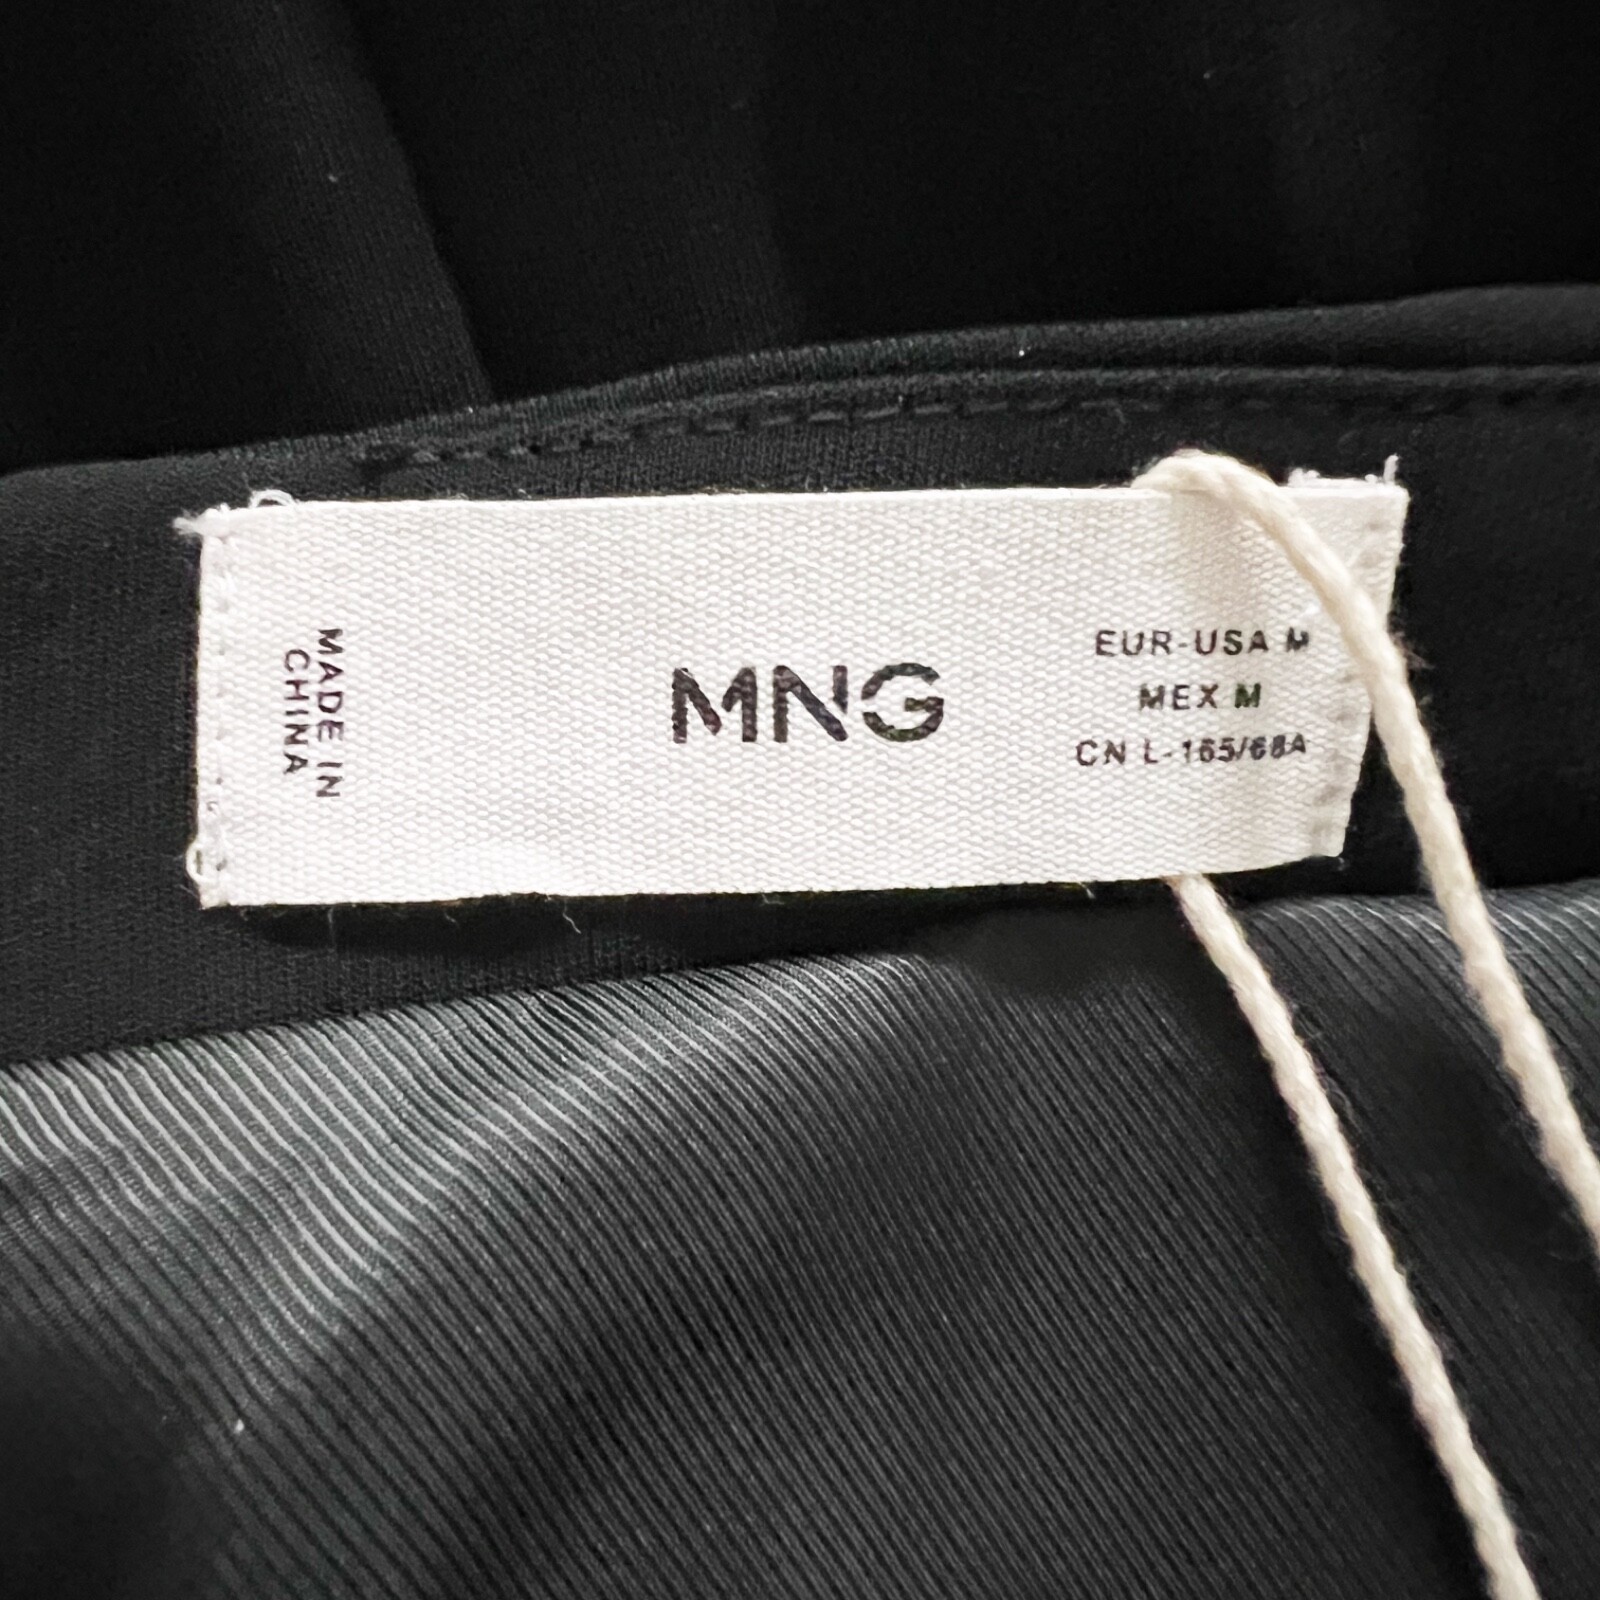 MADE IN
CHINA
MNG
EUR-USA M
MEX M
CN L-165/68A